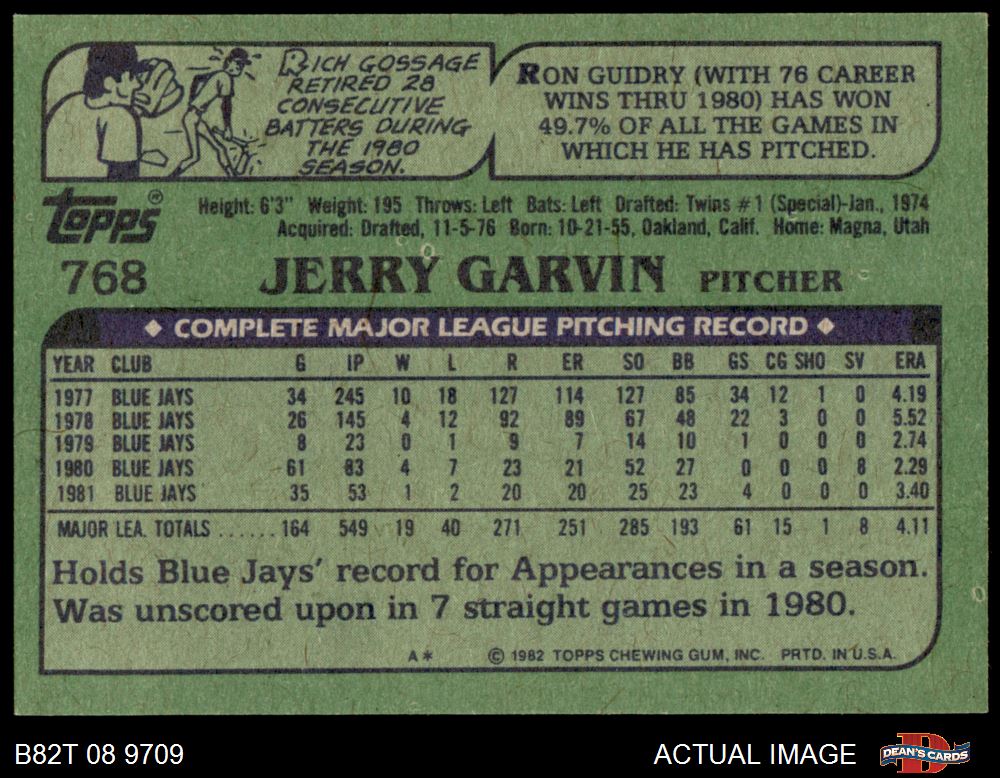 RICH GOSSAGE
RETIRED 28
CONSECUTIVE
BATTERS DURING
THE 1980
SEASON.
RON GUIDRY (WITH 76 CAREER
WINS THRU 1980) HAS WON
49.7% OF ALL THE GAMES IN
WHICH HE HAS PITCHED.
Topps®
Height: 6'3" Weight: 195 Throws: Left Bats: Left Drafted: Twins #1 (Special)-Jan., 1974
Acquired: Drafted, 11-5-76 Born: 10-21-55, Oakland, Calif. Home: Magna, Utah
768 JERRY GARVIN PITCHER
◆ COMPLETE MAJOR LEAGUE PITCHING RECORD ◆
YEAR CLUB G IP W L R ER SO BB GS CG SHO SV ERA
1977 BLUE JAYS 34 245 10 18 127 114 127 85 34 12 1 0 4.19
1978 BLUE JAYS 26 145 4 12 92 89 67 48 22 3 0 0 5.52
1979 BLUE JAYS 8 23 0 1 9 7 14 10 1 0 0 0 2.74
1980 BLUE JAYS 61 83 4 7 23 21 52 27 0 0 0 8 2.29
1981 BLUE JAYS 35 53 1 2 20 20 25 23 4 0 0 0 3.40
MAJOR LEA. TOTALS ...... 164 549 19 40 271 251 285 193 61 15 1 8 4.11
Holds Blue Jays' record for Appearances in a season.
Was unscored upon in 7 straight games in 1980.
A* © 1982 TOPPS CHEWING GUM, INC. PRTD. IN U.S.A.
B82T 08 9709
ACTUAL IMAGE
D
DEAN'S CARDS